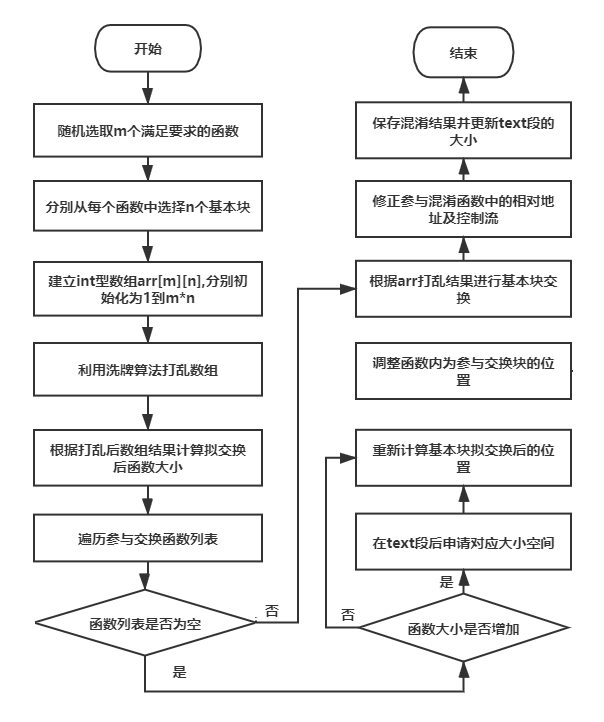 开始
随机选取m个满足要求的函数
分别从每个函数中选择n个基本块
建立int型数组arr[m][n],分别初
始化为1到m*n
利用洗牌算法打乱数组
根据打乱后数组结果计算拟交换
后函数大小
遍历参与交换函数列表
函数列表是否为空
否
是
结束
保存混淆结果并更新text段的
大小
修正参与混淆函数中的相对地
址及控制流
根据arr打乱结果进行基本块交
换
调整函数内为参与交换块的位
置
重新计算基本块拟交换后的位
置
在text段后申请对应大小空间
是
否
函数大小是否增加